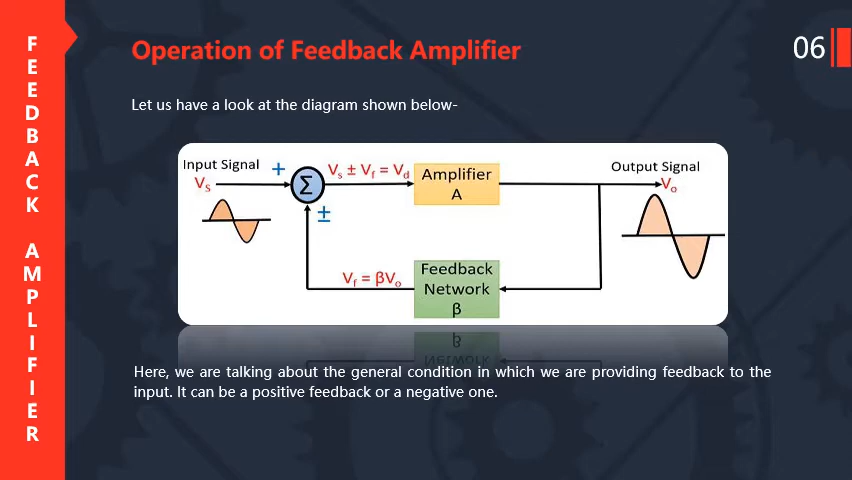 FEEDBACK AMPLIFIER
Operation of Feedback Amplifier
06
Let us have a look at the diagram shown below-
Input Signal
Vs
+
Σ
±
Vs ± Vf = Vd
Amplifier
A
Output Signal
Vo
Vf = βVo
Feedback
Network
β
Here, we are talking about the general condition in which we are providing feedback to the
input. It can be a positive feedback or a negative one.